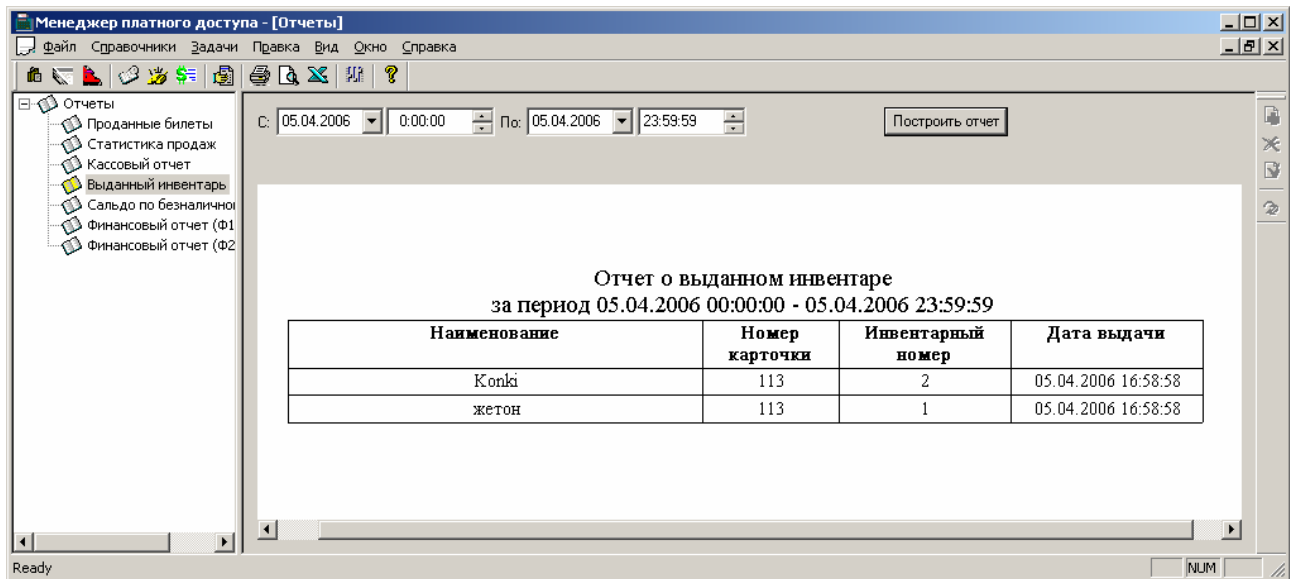 Менеджер платного доступа - [Отчеты]
Файл Справочники Задачи Правка Вид Окно Справка
Отчеты
Проданные билеты
Статистика продаж
Кассовый отчет
Выданный инвентарь
Сальдо по безналичног
Финансовый отчет (Ф1
Финансовый отчет (Ф2
С: 05.04.2006 0:00:00 По: 05.04.2006 23:59:59 Построить отчет
Отчет о выданном инвентаре
за период 05.04.2006 00:00:00 - 05.04.2006 23:59:59
Наименование Номер карточки Инвентарный номер Дата выдачи
Konki 113 2 05.04.2006 16:58:58
жетон 113 1 05.04.2006 16:58:58
Ready NUM